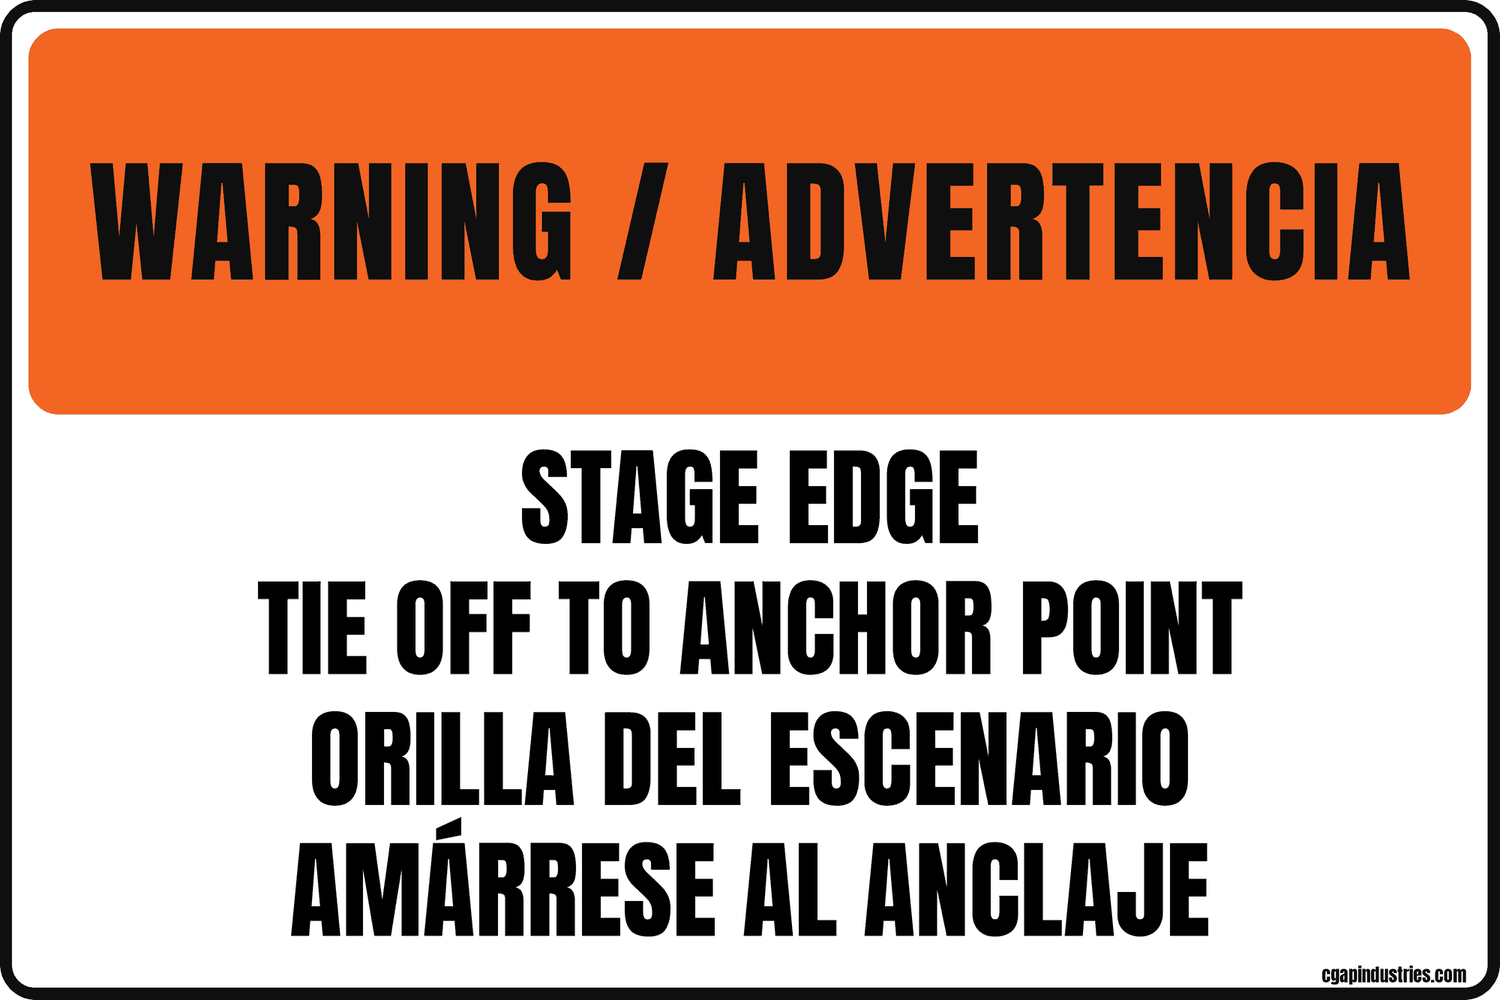 WARNING / ADVERTENCIA
STAGE EDGE
TIE OFF TO ANCHOR POINT
ORILLA DEL ESCENARIO
AMÁRRESE AL ANCLAJE
cgapindustries.com